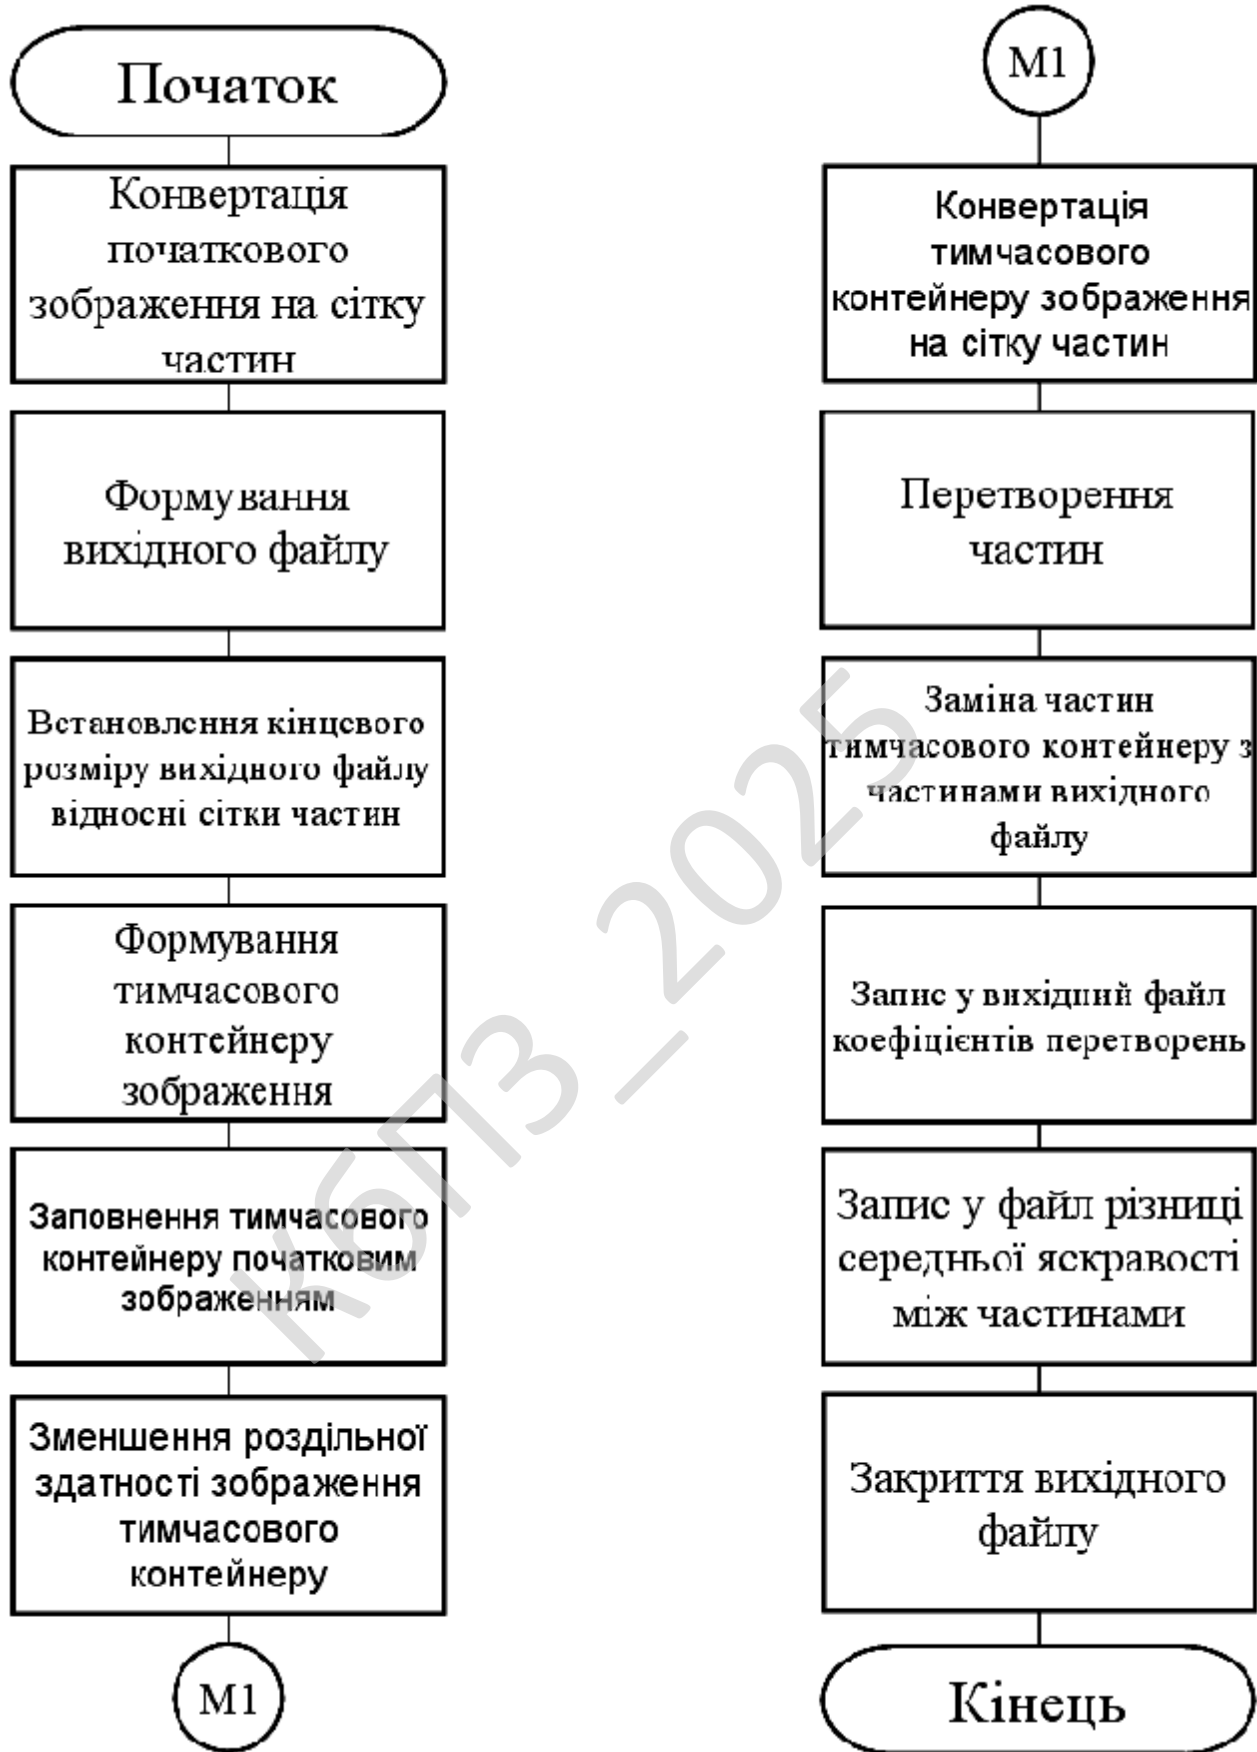 Початок
Конвертація
початкового
зображення на сітку
частин
Формування
вихідного файлу
Встановлення кінцевого
розміру вихідного файлу
відносні сітки частин
Формування
тимчасового
контейнеру
зображення
Заповнення тимчасового
контейнеру початковим
зображенням
Зменшення роздільної
здатності зображення
тимчасового
контейнеру
М1
М1
Конвертація
тимчасового
контейнеру зображення
на сітку частин
Перетворення
частин
Заміна частин
тимчасового контейнеру з
частинами вихідного
файлу
Запис у вихідний файл
коефіцієнтів перетворень
Запис у файл різниці
середньої яскравості
між частинами
Закриття вихідного
файлу
Кінець
КбПЗ_2025